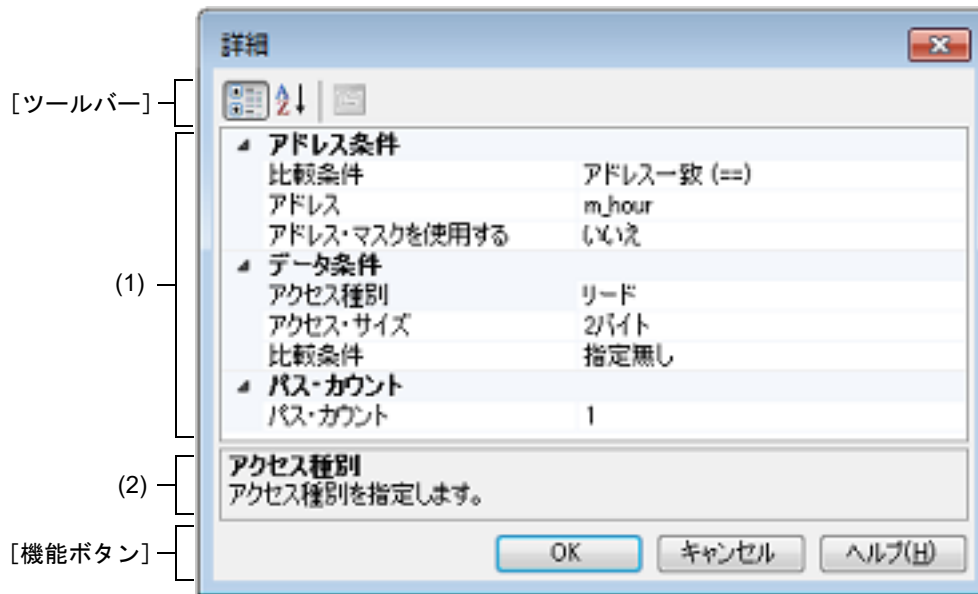 詳細
[ツールバー]
(1)
アドレス条件
比較条件 アドレス一致 (==)
アドレス m_hour
アドレス・マスクを使用する いいえ
データ条件
アクセス種別 リード
アクセス・サイズ 2バイト
比較条件 指定無し
パス・カウント
パス・カウント 1
(2)
アクセス種別
アクセス種別を指定します。
[機能ボタン]
OK キャンセル ヘルプ(H)